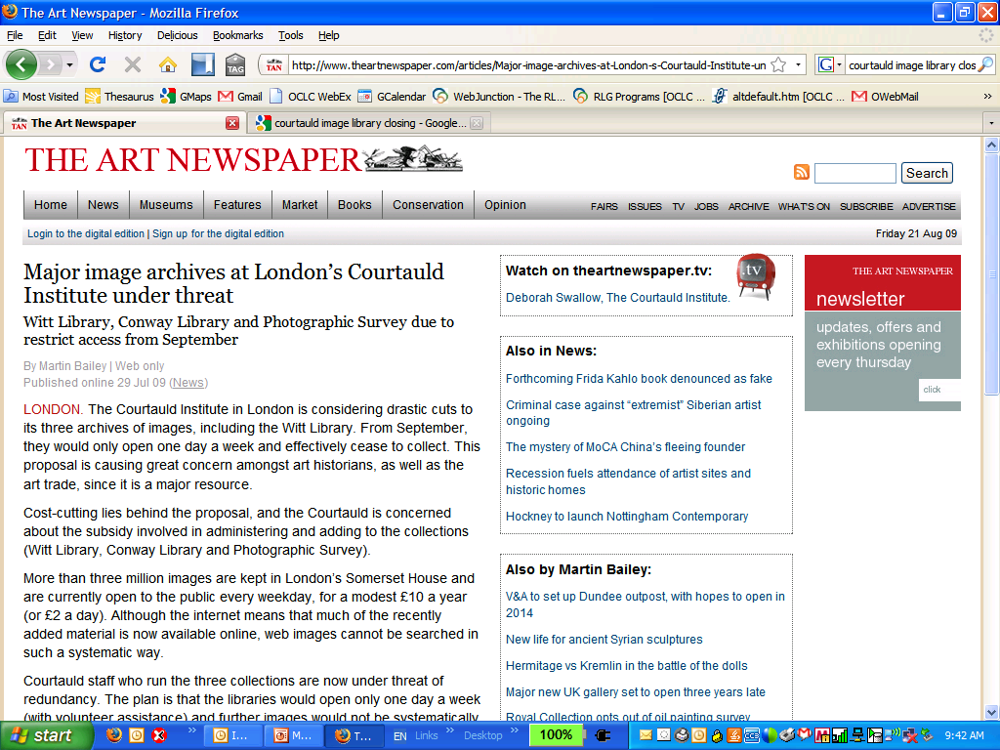 The Art Newspaper - Mozilla Firefox
File Edit View History Delicious Bookmarks Tools Help
TAG TAN http://www.theartnewspaper.com/articles/Major-image-archives-at-London-s-Courtauld-Institute-un G courtauld image library clos
Most Visited Thesaurus GMaps Gmail OCLC WebEx GCalendar WebJunction - The RL... RLG Programs [OCLC ... altdefault.htm [OCLC ... OWebMail »
TAN The Art Newspaper courtauld image library closing - Google...
THE ART NEWSPAPER
Search
Home News Museums Features Market Books Conservation Opinion FAIRS ISSUES TV JOBS ARCHIVE WHAT'S ON SUBSCRIBE ADVERTISE
Login to the digital edition | Sign up for the digital edition Friday 21 Aug 09
Major image archives at London’s Courtauld
Institute under threat
Witt Library, Conway Library and Photographic Survey due to
restrict access from September
By Martin Bailey | Web only
Published online 29 Jul 09 (News)
LONDON. The Courtauld Institute in London is considering drastic cuts to
its three archives of images, including the Witt Library. From September,
they would only open one day a week and effectively cease to collect. This
proposal is causing great concern amongst art historians, as well as the
art trade, since it is a major resource.
Cost-cutting lies behind the proposal, and the Courtauld is concerned
about the subsidy involved in administering and adding to the collections
(Witt Library, Conway Library and Photographic Survey).
More than three million images are kept in London’s Somerset House and
are currently open to the public every weekday, for a modest £10 a year
(or £2 a day). Although the internet means that much of the recently
added material is now available online, web images cannot be searched in
such a systematic way.
Courtauld staff who run the three collections are now under threat of
redundancy. The plan is that the libraries would open only one day a week
(with volunteer assistance) and further images would not be systematically
Watch on theartnewspaper.tv:
.tv
Deborah Swallow, The Courtauld Institute.
Also in News:
Forthcoming Frida Kahlo book denounced as fake
Criminal case against “extremist” Siberian artist
ongoing
The mystery of MoCA China’s fleeing founder
Recession fuels attendance of artist sites and
historic homes
Hockney to launch Nottingham Contemporary
Also by Martin Bailey:
V&A to set up Dundee outpost, with hopes to open in
2014
New life for ancient Syrian sculptures
Hermitage vs Kremlin in the battle of the dolls
Major new UK gallery set to open three years late
Royal Collection opts out of oil painting survey
THE ART NEWSPAPER
newsletter
updates, offers and
exhibitions opening
every thursday
click
start » I... M... T... EN Links » Desktop » 100% 9:42 AM